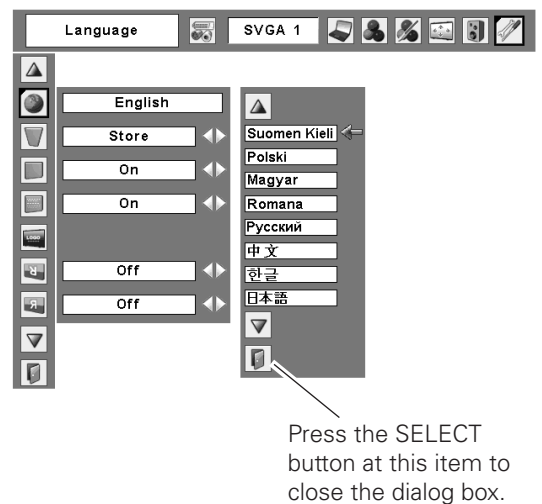 Language
SVGA 1
English
Store
On
On
LOGO
Off
Off
R
R
Suomen Kieli
Polski
Magyar
Romana
Русский
中文
한글
日本語
Press the SELECT
button at this item to
close the dialog box.